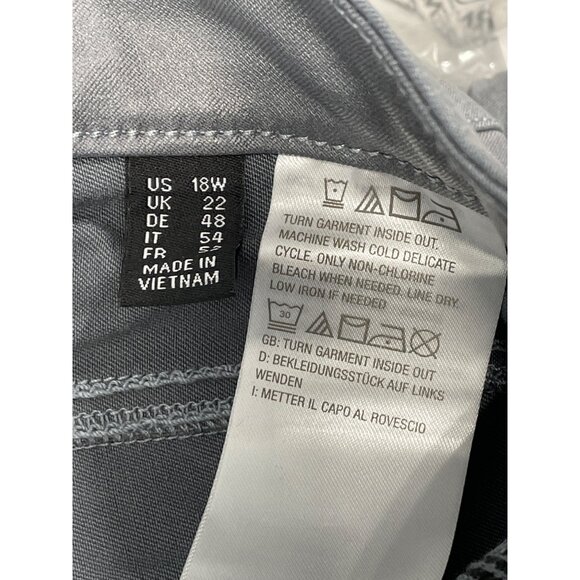 US 18W
UK 22
DE 48
IT 54
FR
MADE IN
VIETNAM
TURN GARMENT INSIDE OUT.
MACHINE WASH COLD DELICATE
CYCLE. ONLY NON-CHLORINE
BLEACH WHEN NEEDED. LINE DRY.
LOW IRON IF NEEDED.
30
GB: TURN GARMENT INSIDE OUT
D: BEKLEIDUNGSSTÜCK AUF LINKS
WENDEN
I: METTER IL CAPO AL ROVESCIO